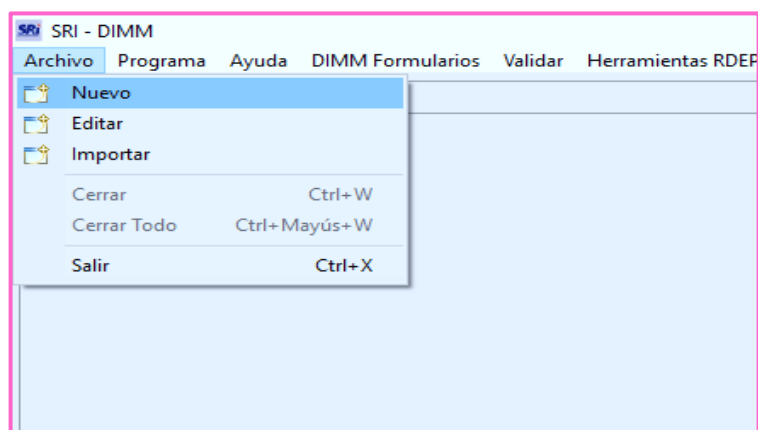 SRi SRI - DIMM
Archivo Programa Ayuda DIMM Formularios Validar Herramientas RDEP
Nuevo
Editar
Importar
Cerrar Ctrl+W
Cerrar Todo Ctrl+Mayús+W
Salir Ctrl+X